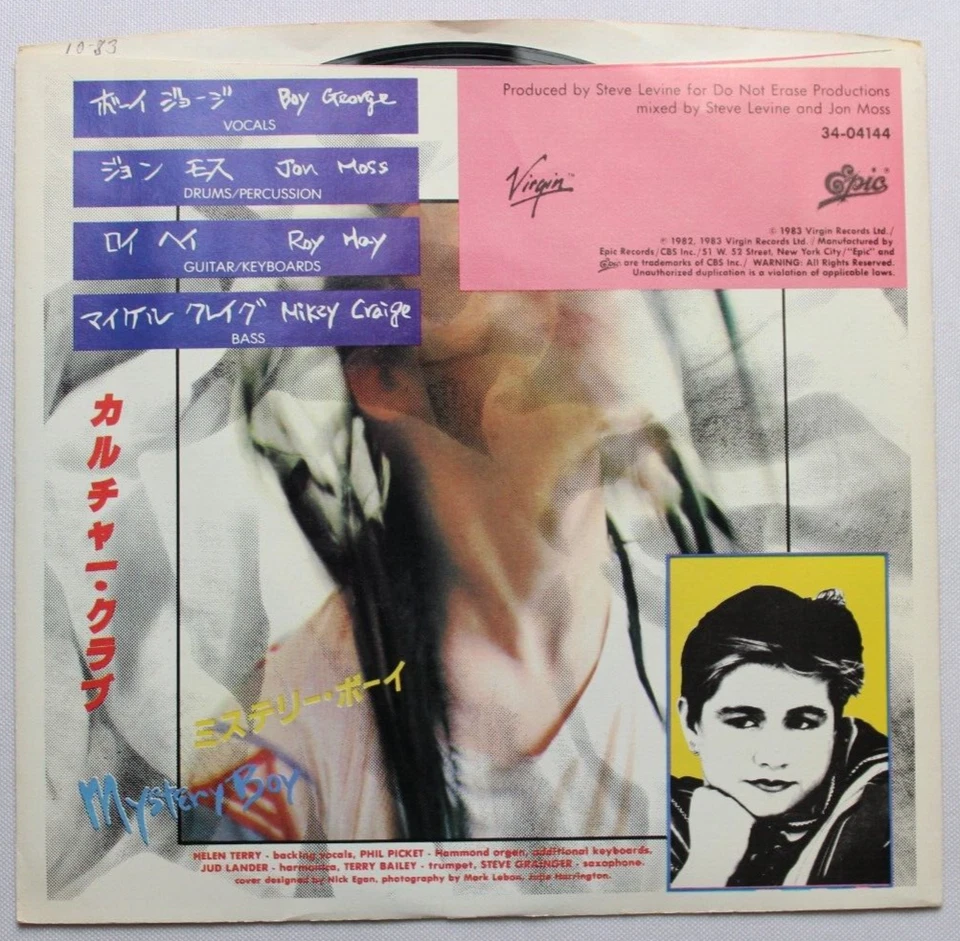 10-83
ボーイ ジョージ Boy George
VOCALS
ジョン モス Jon Moss
DRUMS/PERCUSSION
ロイ ヘイ Roy Hay
GUITAR/KEYBOARDS
マイケル クレイグ Mikey Craige
BASS
Produced by Steve Levine for Do Not Erase Productions
mixed by Steve Levine and Jon Moss
34-04144
Virgin™
Epic
© 1983 Virgin Records Ltd./
℗ 1982, 1983 Virgin Records Ltd. / Manufactured by
Epic Records/CBS Inc./51 W. 52 Street, New York City/"Epic" and
Epic are trademarks of CBS Inc./ WARNING: All Rights Reserved.
Unauthorized duplication is a violation of applicable laws.
カルチャー・クラブ
ミステリー・ボーイ
Mystery Boy
HELEN TERRY - backing vocals, PHIL PICKET - Hammond organ, additional keyboards,
JUD LANDER - harmonica, TERRY BAILEY - trumpet, STEVE GRAINGER - saxophone.
cover designed by Nick Egan, photography by Mark Lebon, Julie Harrington.